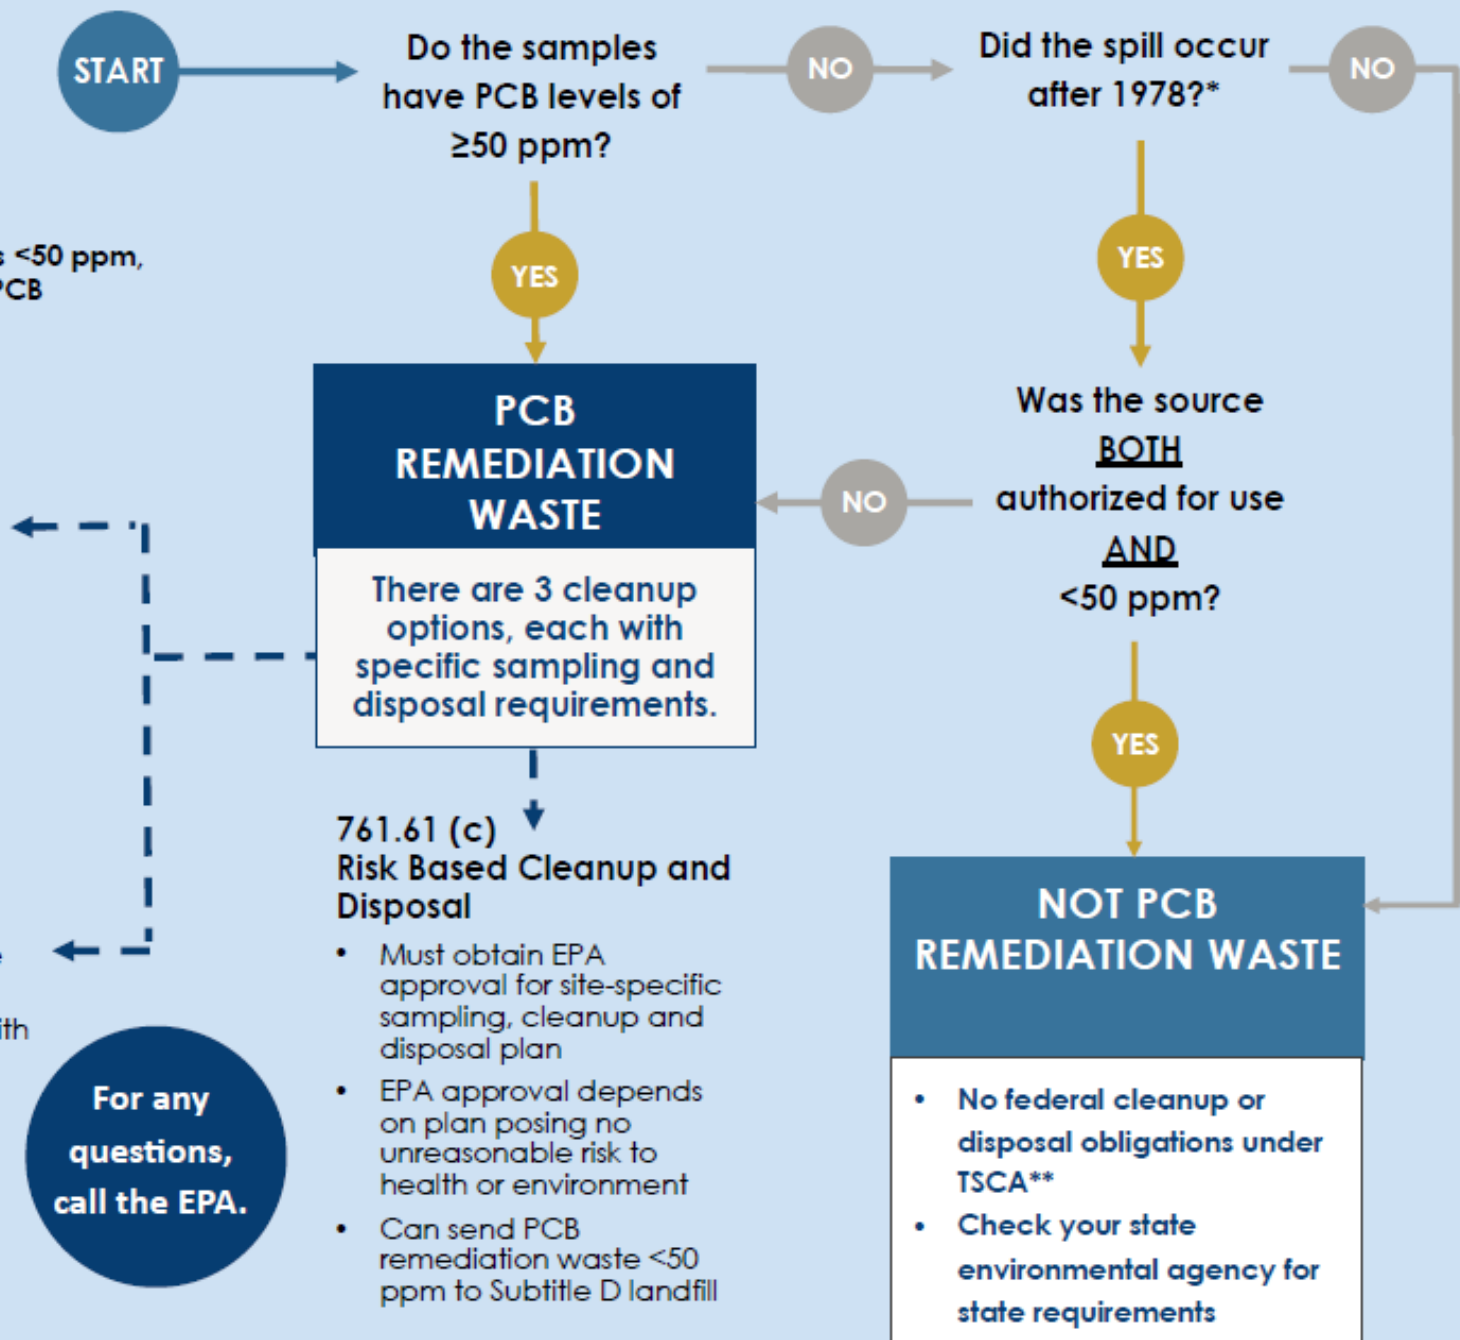 START
Do the samples
have PCB levels of
≥50 ppm?
NO
Did the spill occur
after 1978?*
NO
YES
YES
<50 ppm,
PCB
PCB
REMEDIATION
WASTE
There are 3 cleanup
options, each with
specific sampling and
disposal requirements.
NO
Was the source
BOTH
authorized for use
AND
<50 ppm?
YES
761.61 (c)
Risk Based Cleanup and
Disposal
• Must obtain EPA
approval for site-specific
sampling, cleanup and
disposal plan
• EPA approval depends
on plan posing no
unreasonable risk to
health or environment
• Can send PCB
remediation waste <50
ppm to Subtitle D landfill
For any
questions,
call the EPA.
NOT PCB
REMEDIATION WASTE
• No federal cleanup or
disposal obligations under
TSCA**
• Check your state
environmental agency for
state requirements